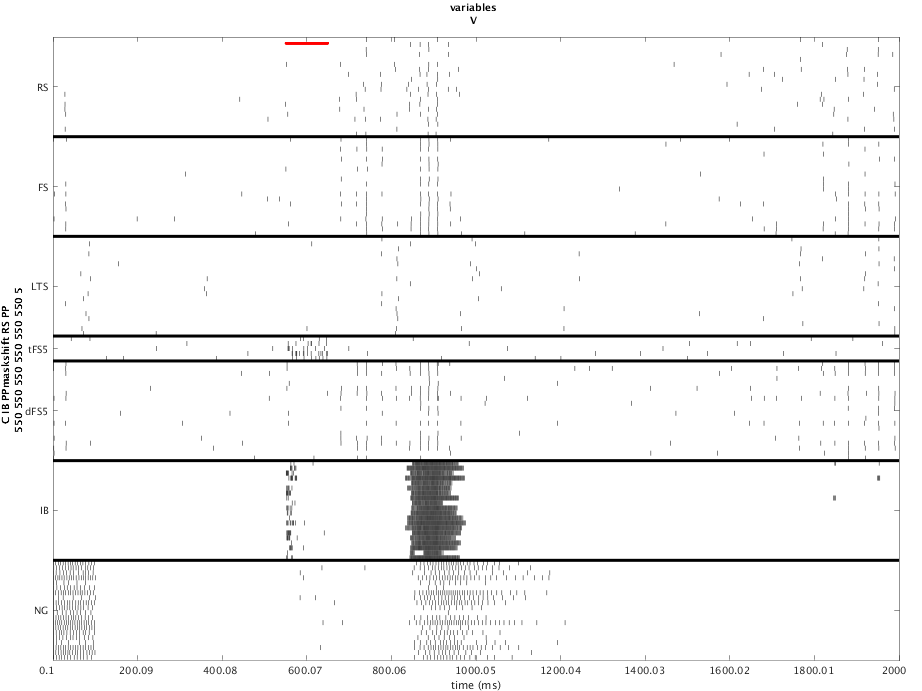 variables
V
C IB PPmaskshift RS PP
550 550 550 550 550 550 5
RS
FS
LTS
tFS5
dFS5
IB
NG
0.1 200.09 400.08 600.07 800.06 1000.05 1200.04 1400.03 1600.02 1800.01 2000
time (ms)